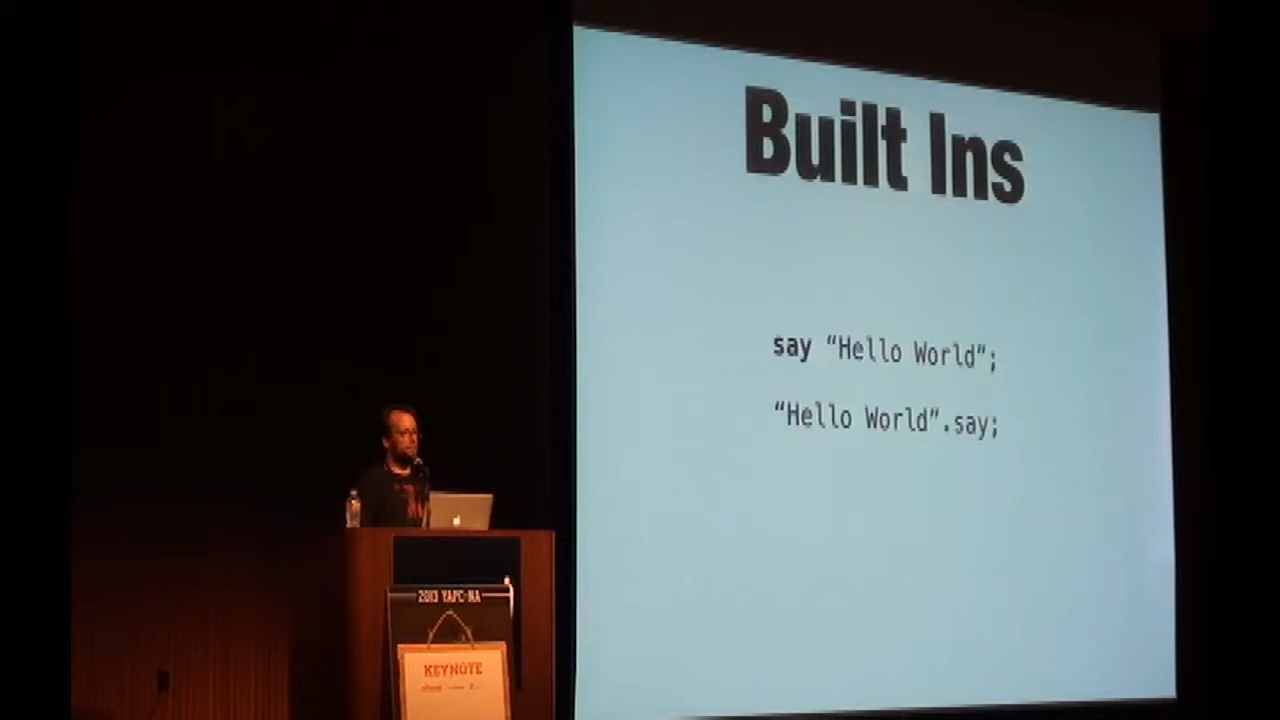 Built Ins
say “Hello World”;
“Hello World”.say;
2013 YAPC::NA
KEYNOTE